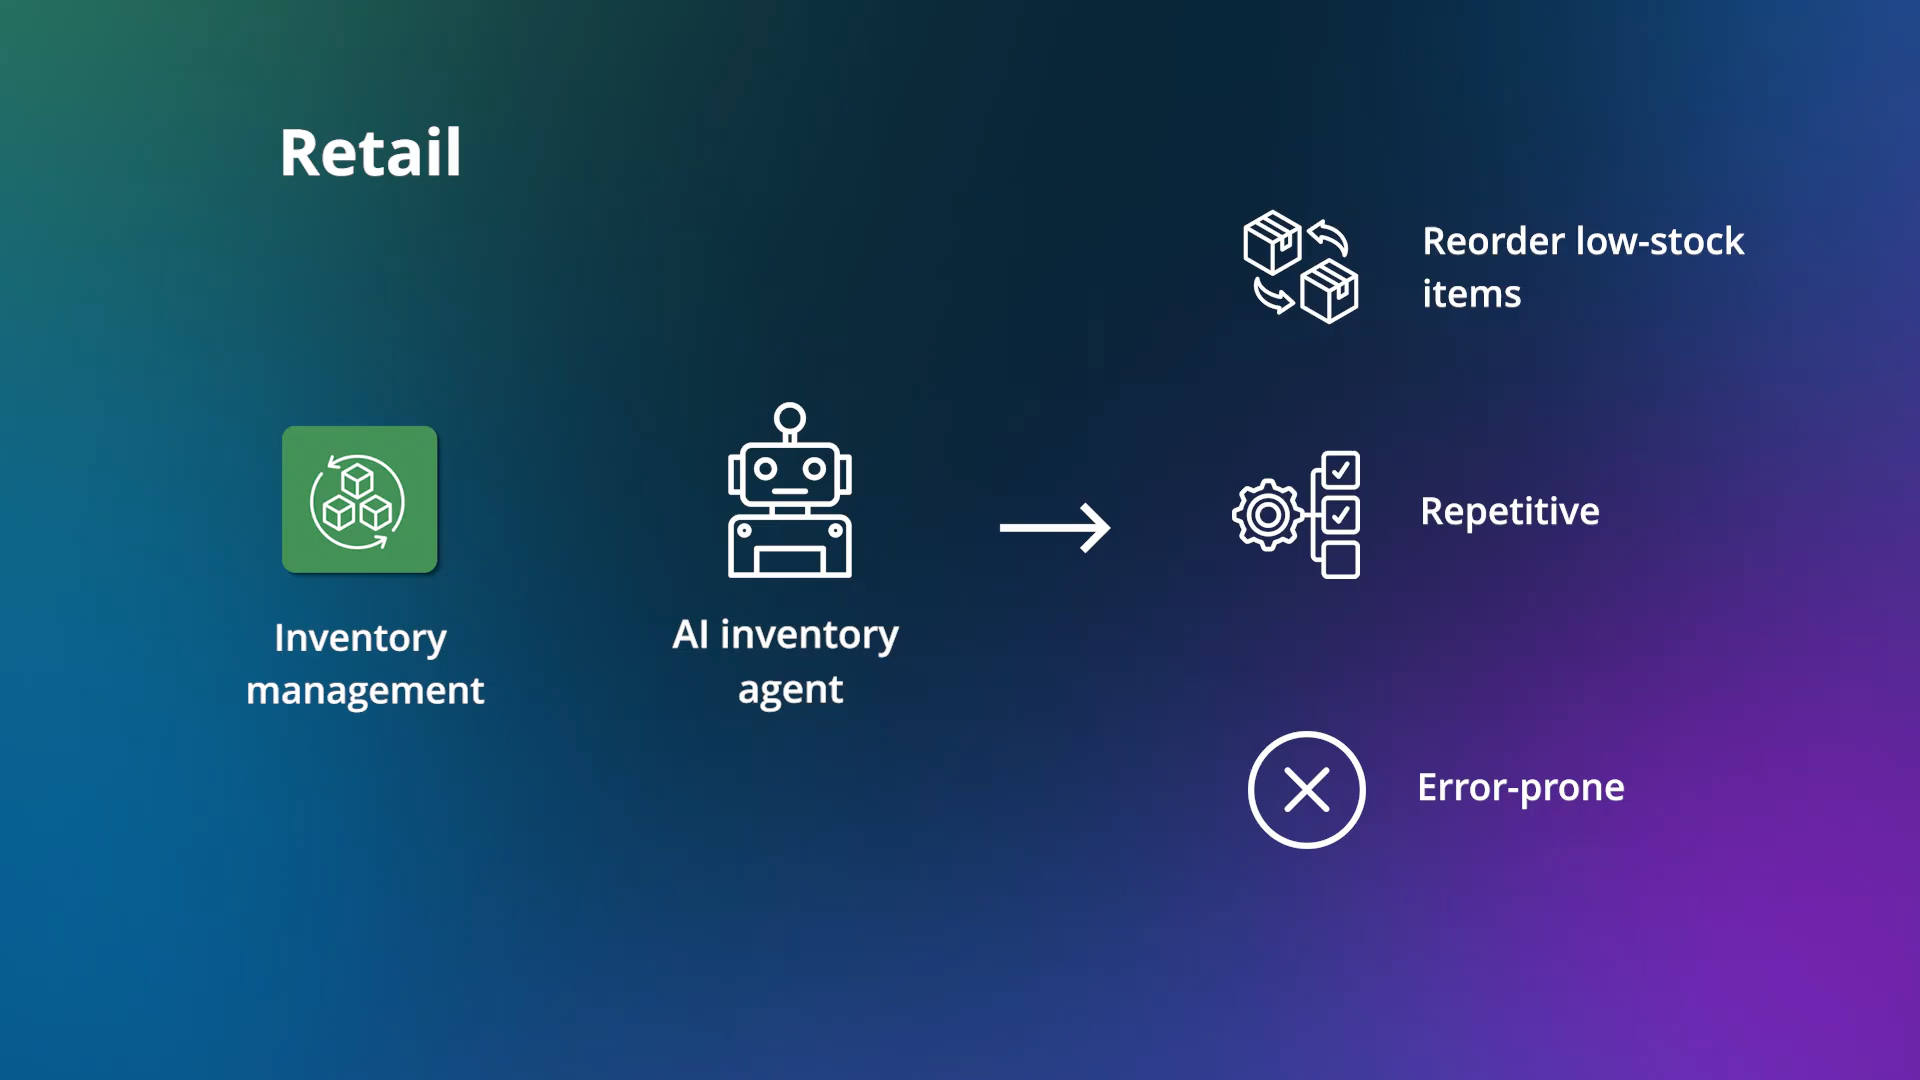 Retail
Inventory
management
AI inventory
agent
Reorder low-stock
items
Repetitive
Error-prone